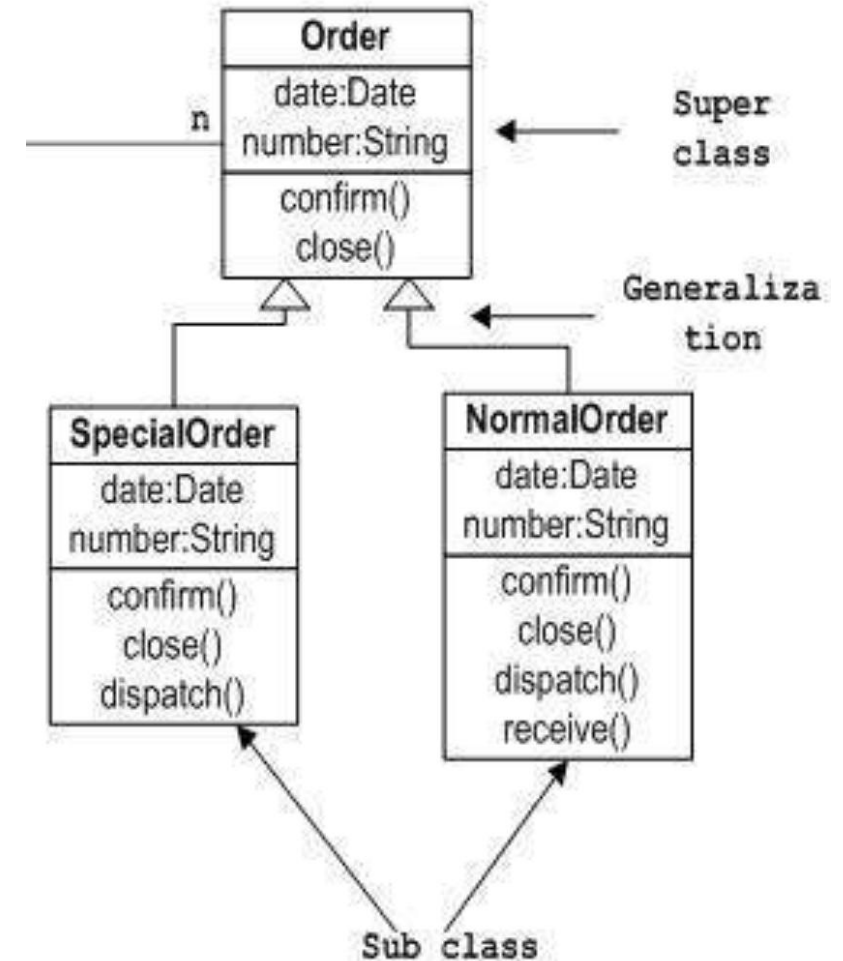 Order
date:Date
number:String
confirm()
close()
n
Super
class
Generaliza
tion
SpecialOrder
date:Date
number:String
confirm()
close()
dispatch()
NormalOrder
date:Date
number:String
confirm()
close()
dispatch()
receive()
Sub class